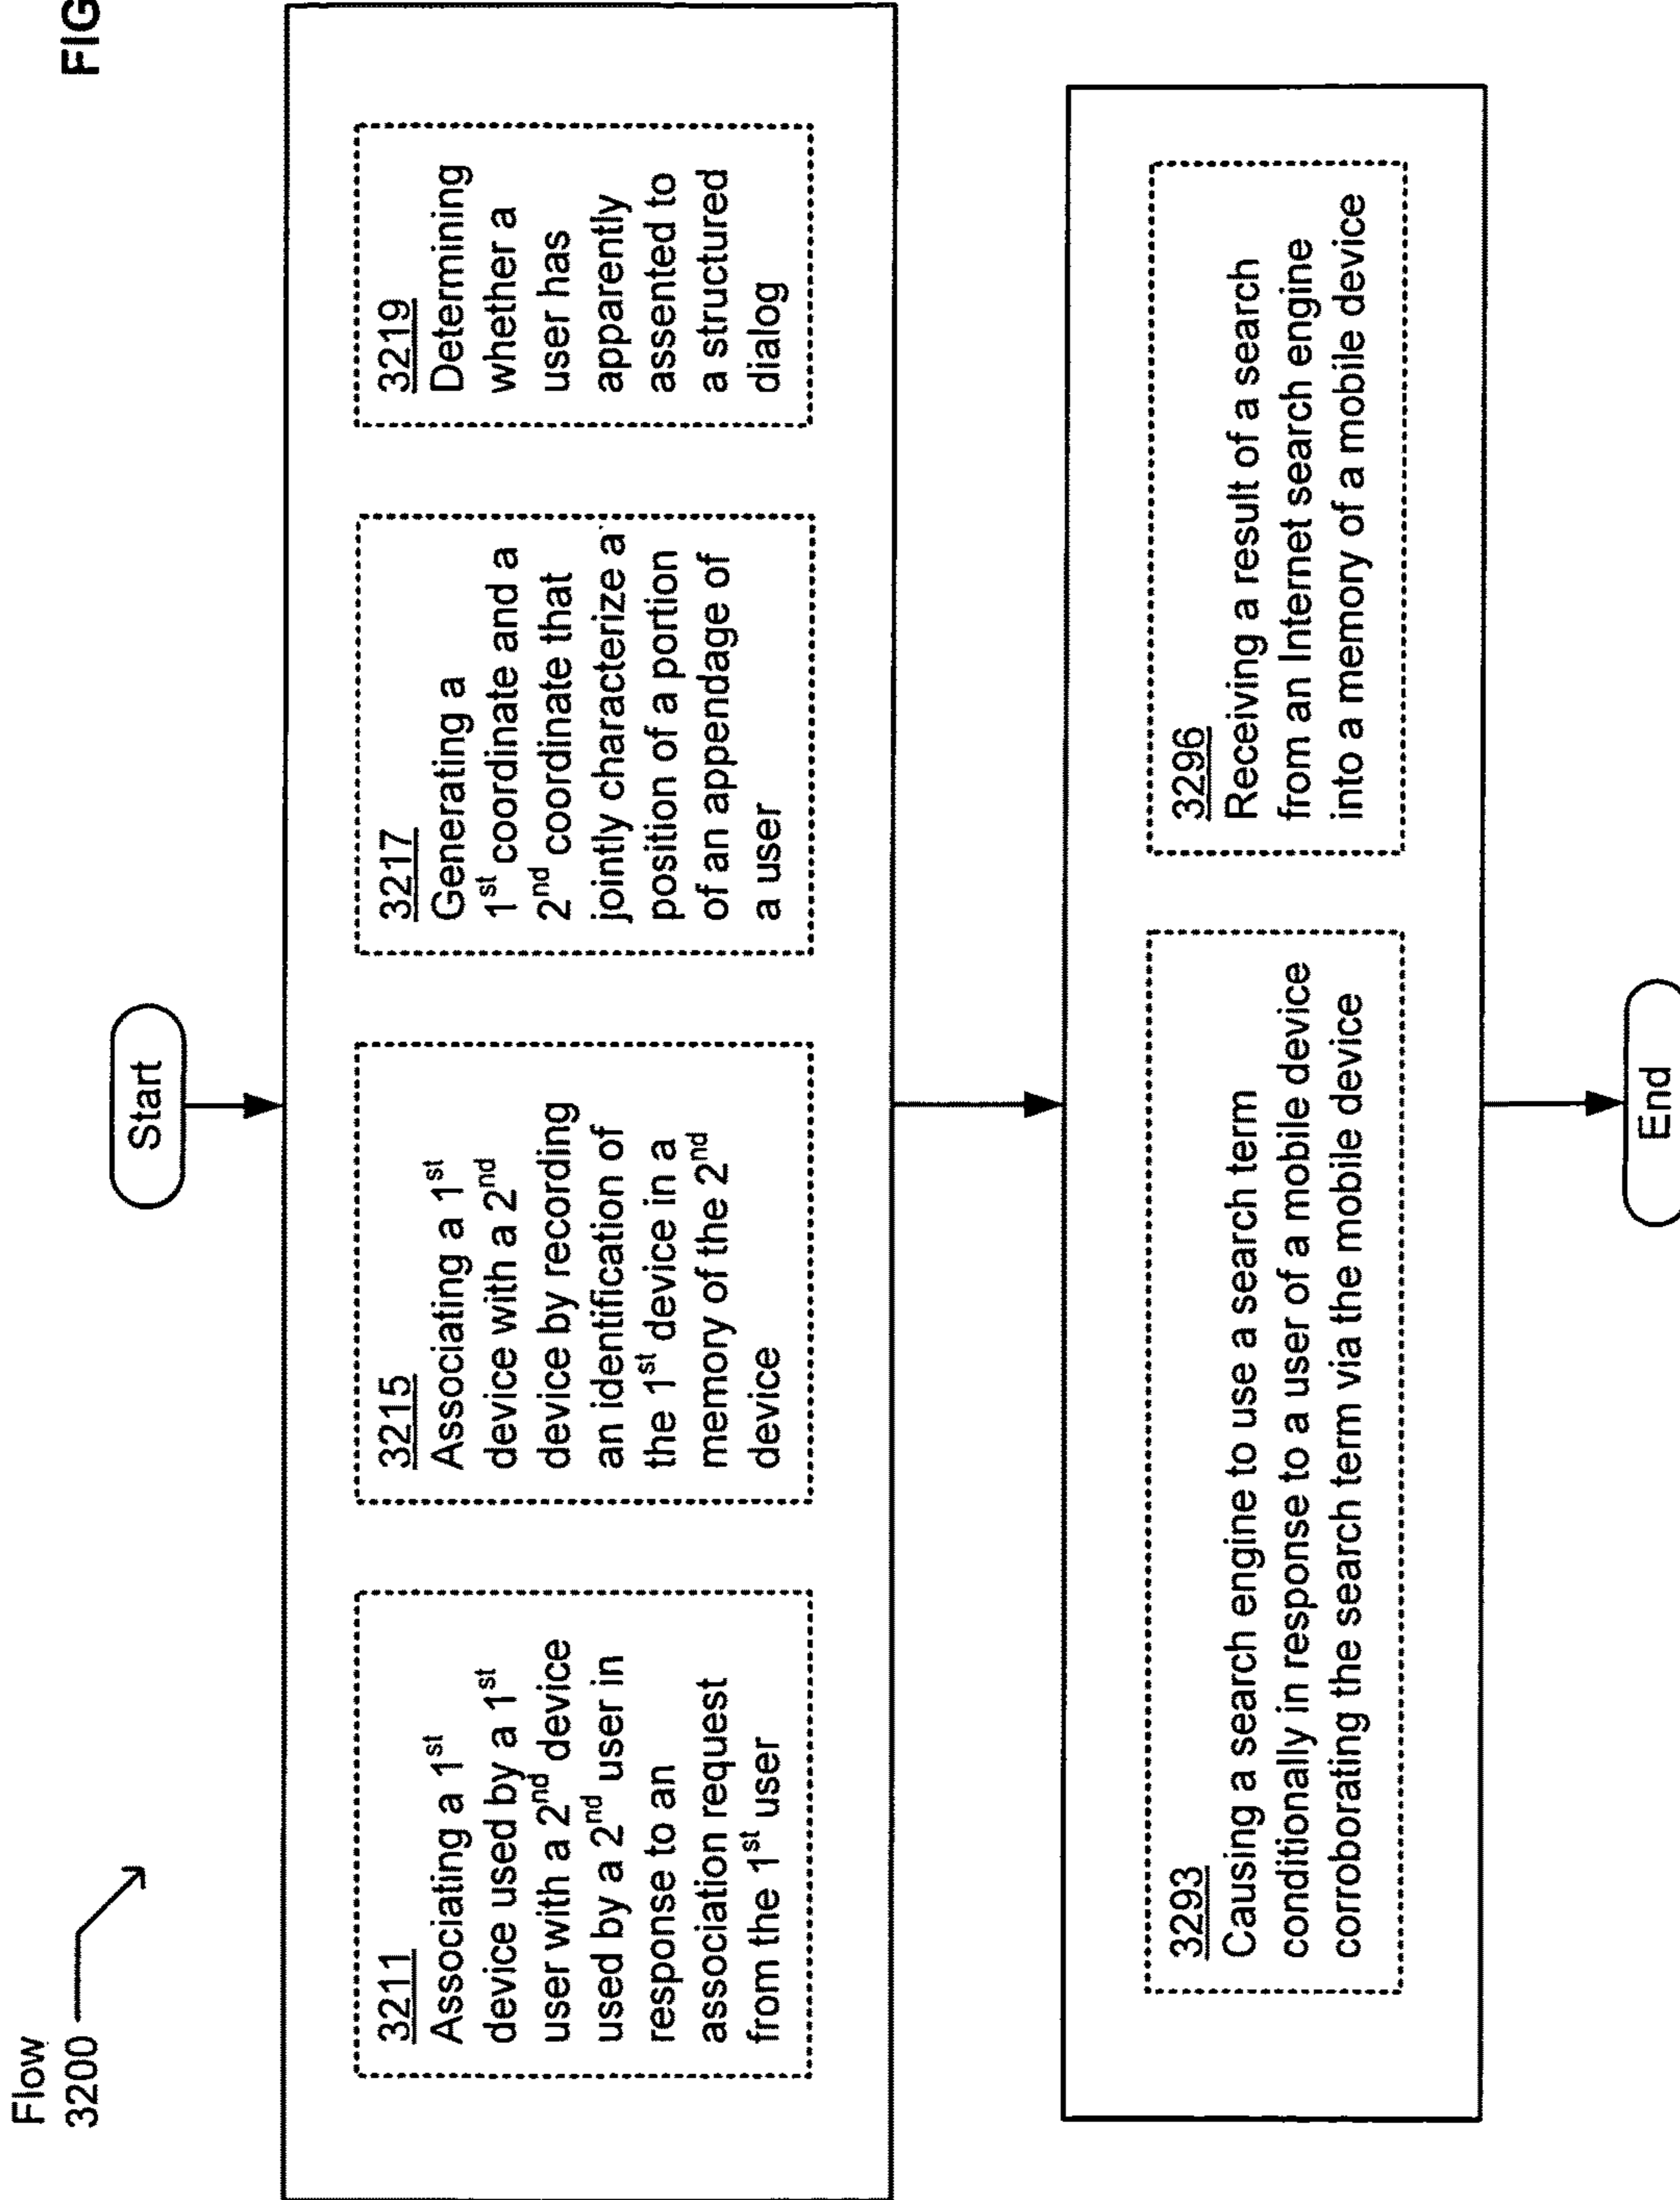 FIG
Flow
3200
Start
3211
Associating a 1st
device used by a 1st
user with a 2nd device
used by a 2nd user in
response to an
association request
from the 1st user
3215
Associating a 1st
device with a 2nd
device by recording
an identification of
the 1st device in a
memory of the 2nd
device
3217
Generating a
1st coordinate and a
2nd coordinate that
jointly characterize a
position of a portion
of an appendage of
a user
3219
Determining
whether a
user has
apparently
assented to
a structured
dialog
3293
Causing a search engine to use a search term
conditionally in response to a user of a mobile device
corroborating the search term via the mobile device
3296
Receiving a result of a search
from an Internet search engine
into a memory of a mobile device
End